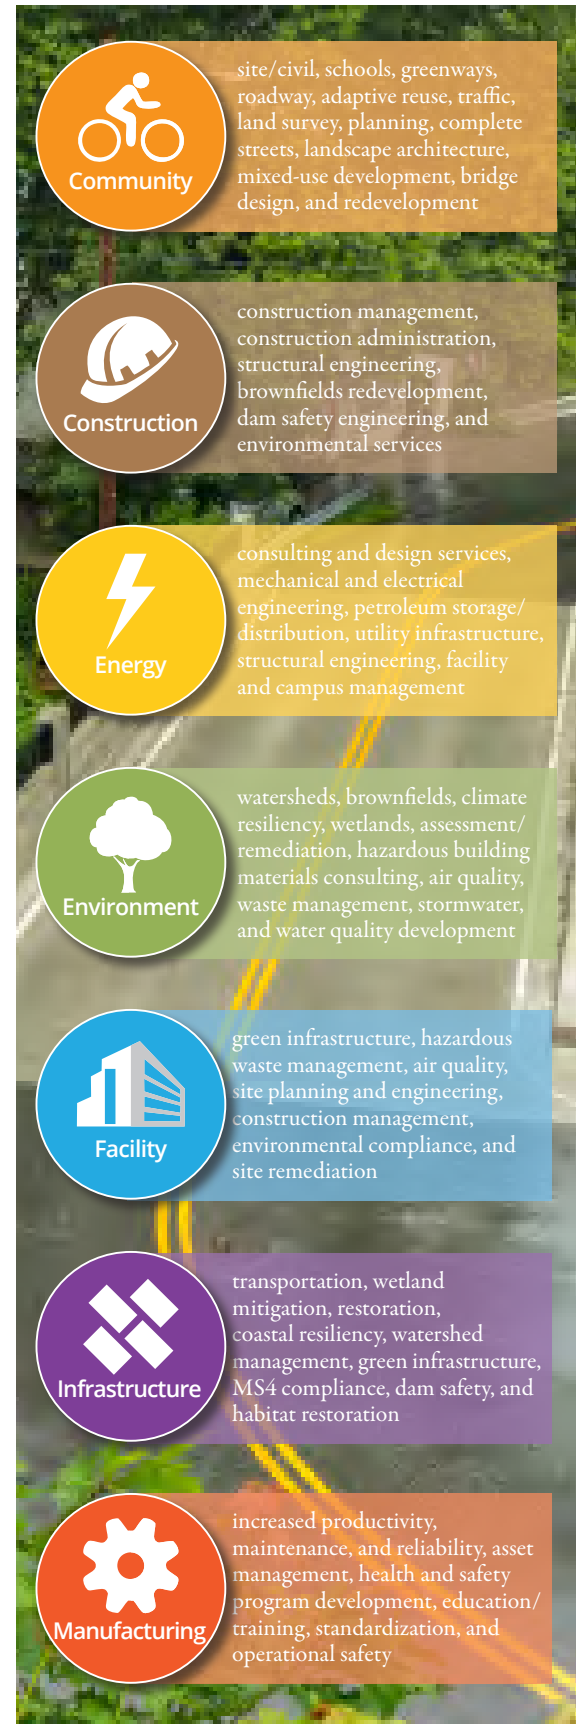 Community
site/civil, schools, greenways,
roadway, adaptive reuse, traffic,
land survey, planning, complete
streets, landscape architecture,
mixed-use development, bridge
design, and redevelopment
Construction
construction management,
construction administration,
structural engineering,
brownfields redevelopment,
dam safety engineering, and
environmental services
Energy
consulting and design services,
mechanical and electrical
engineering, petroleum storage/
distribution, utility infrastructure,
structural engineering, facility
and campus management
Environment
watersheds, brownfields, climate
resiliency, wetlands, assessment/
remediation, hazardous building
materials consulting, air quality,
waste management, stormwater,
and water quality development
Facility
green infrastructure, hazardous
waste management, air quality,
site planning and engineering,
construction management,
environmental compliance, and
site remediation
Infrastructure
transportation, wetland
mitigation, restoration,
coastal resiliency, watershed
management, green infrastructure,
MS4 compliance, dam safety, and
habitat restoration
Manufacturing
increased productivity,
maintenance, and reliability, asset
management, health and safety
program development, education/
training, standardization, and
operational safety